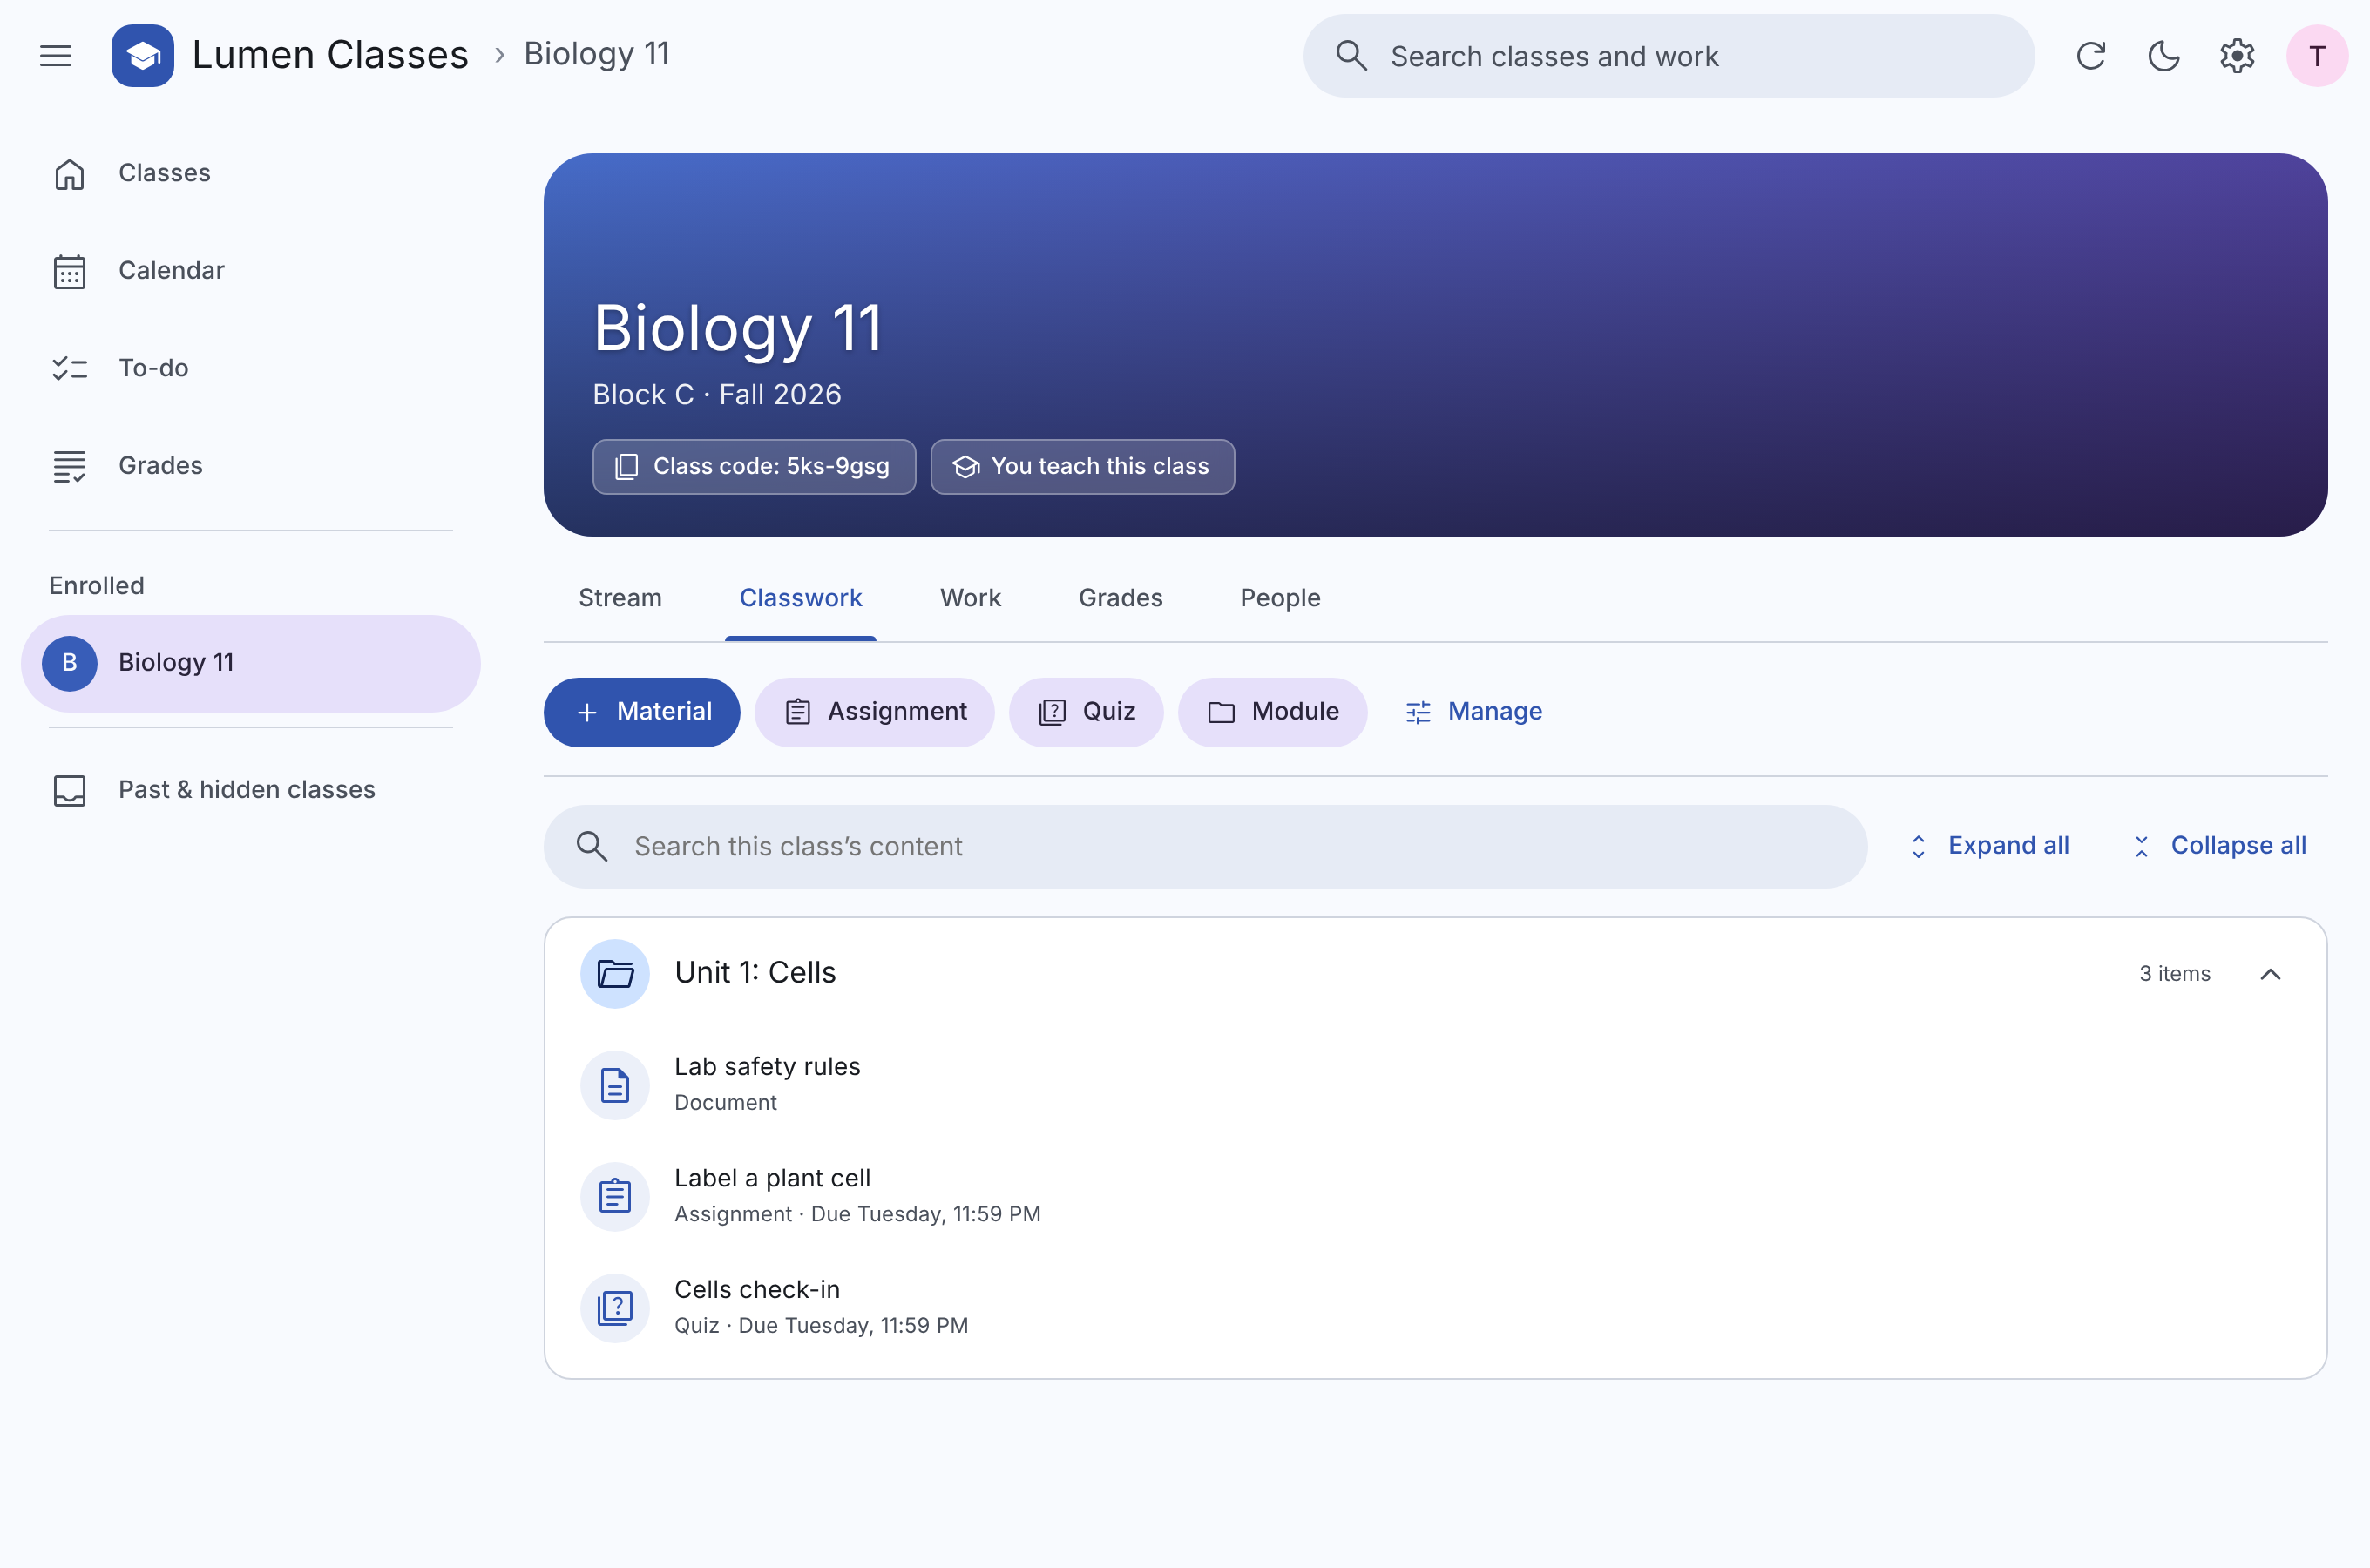 Lumen Classes › Biology 11
Search classes and work
T
Classes
Calendar
To-do
Grades
Enrolled
B Biology 11
Past & hidden classes
Biology 11
Block C · Fall 2026
Class code: 5ks-9gsg
You teach this class
Stream Classwork Work Grades People
Material Assignment Quiz Module Manage
Search this class’s content
Expand all Collapse all
Unit 1: Cells
3 items
Lab safety rules
Document
Label a plant cell
Assignment · Due Tuesday, 11:59 PM
Cells check-in
Quiz · Due Tuesday, 11:59 PM